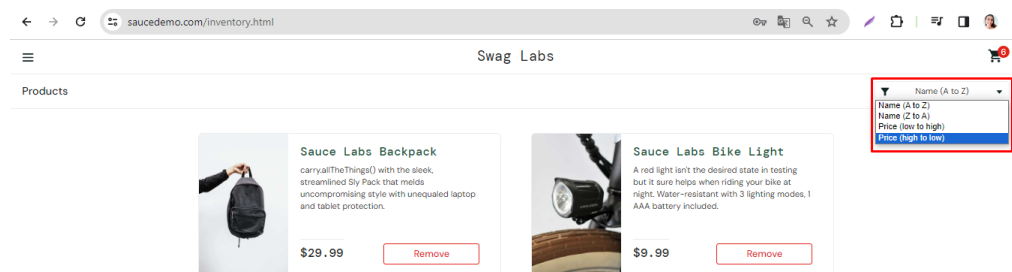 saucedemo.com/inventory.html
Swag Labs
6
Products
Name (A to Z)
Name (A to Z)
Name (Z to A)
Price (low to high)
Price (high to low)
Sauce Labs Backpack
carry.allTheThings() with the sleek,
streamlined Sly Pack that melds
uncompromising style with unequaled laptop
and tablet protection.
$29.99
Remove
Sauce Labs Bike Light
A red light isn't the desired state in testing
but it sure helps when riding your bike at
night. Water-resistant with 3 lighting modes, 1
AAA battery included.
$9.99
Remove